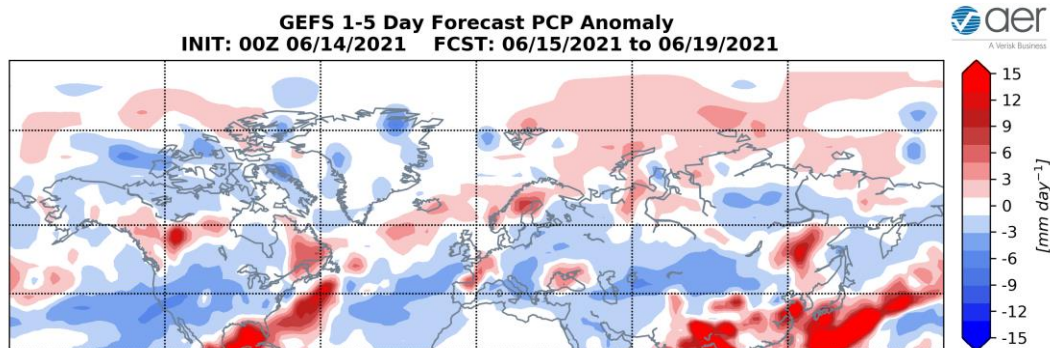 GEFS 1-5 Day Forecast PCP Anomaly
INIT: 00Z 06/14/2021    FCST: 06/15/2021 to 06/19/2021
aer
A Verisk Business
15
12
9
6
3
0
-3
-6
-9
-12
-15
[mm day⁻¹]